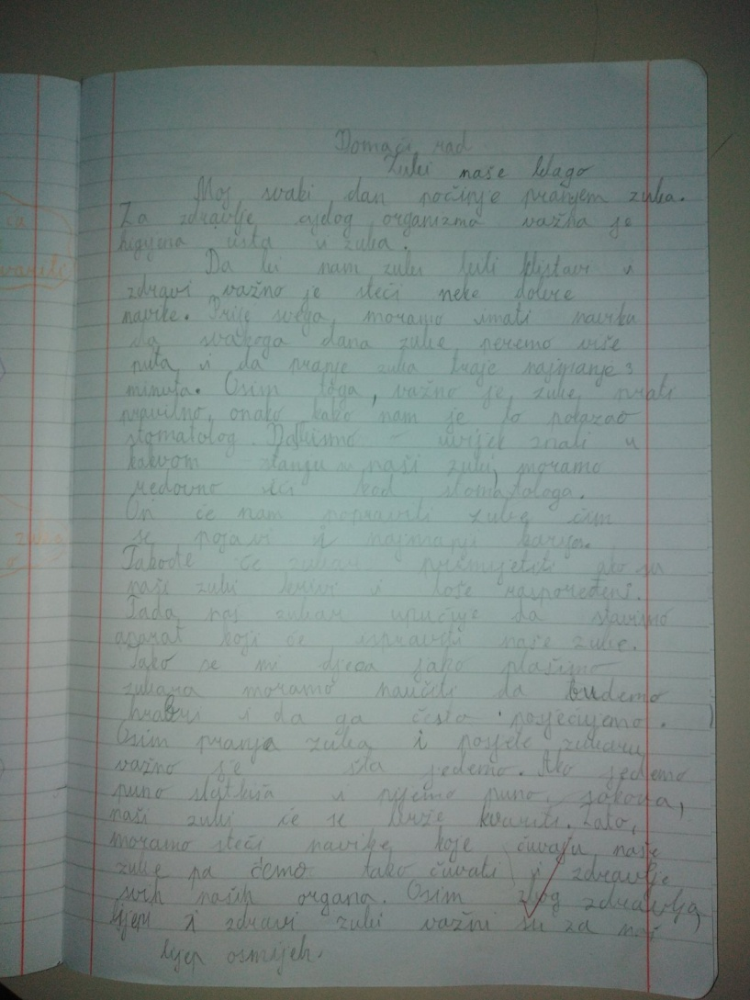 Domaći rad
Zubi naše blago
Moj svaki dan počinje pranjem zuba.
Za zdravlje cijelog organizma važna je
higijena usta i zuba.
Da bi nam zubi bili blistavi i
zdravi važno je steći neke dobre
navike. Prije svega, moramo imati naviku
da svakoga dana zube peremo više
puta i da pranje zuba traje najmanje 3
minuta. Osim toga, važno je zube prati
pravilno, onako kako nam je to pokazao
stomatolog. Da bismo uvijek znali u
kakvom stanju su naši zubi, moramo
redovno ići kod stomatologa.
On će nam popraviti zube čim
se pojavi i najmanji karijes.
Takođe će zubar primijetiti ako su
naši zubi krivi i loše raspoređeni.
Tada nas zubar upućuje da stavimo
aparat koji će ispraviti naše zube.
Iako se mi djeca jako plašimo
zubara moramo naučiti da budemo
hrabri i da ga često posjećujemo.
Osim pranja zuba i posjete zubaru
važno je šta jedemo. Ako jedemo
puno slatkiša i pijemo puno sokova,
naši zubi će se brže kvariti. Zato,
moramo steći navike koje čuvaju naše
zube pa ćemo tako čuvati i zdravlje
svih naših organa. Osim zbog zdravlja,
lijepi i zdravi zubi važni su za naš
lijep osmijeh.